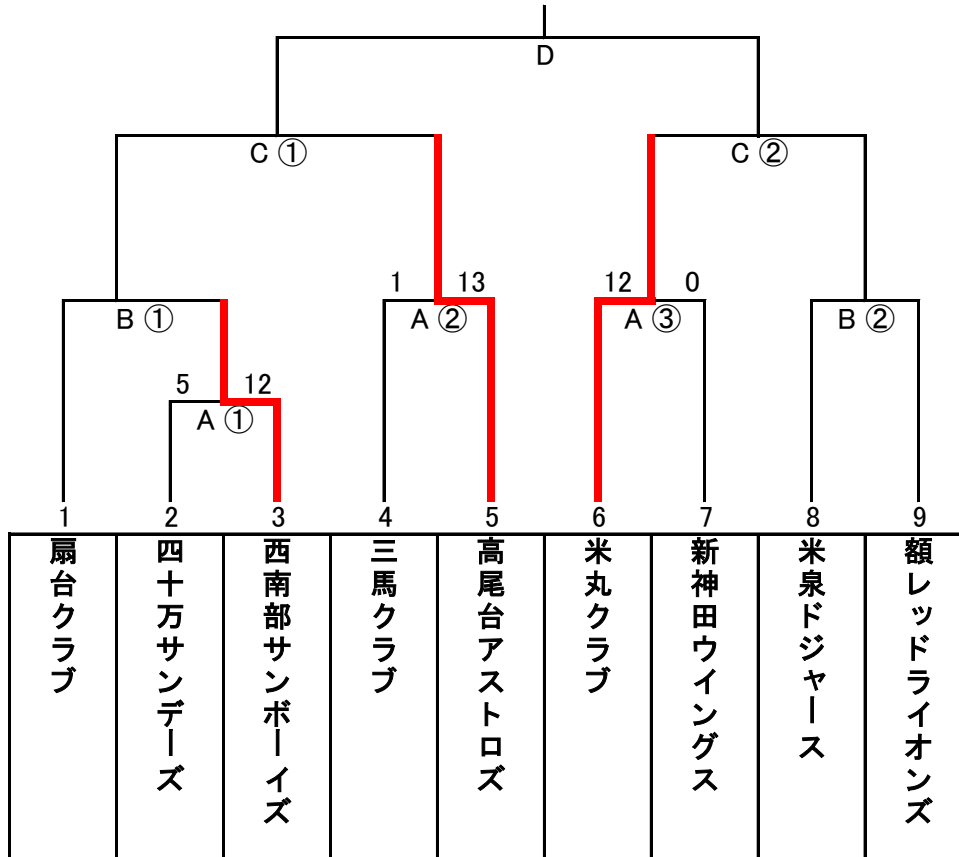 D
C ①
C ②
1 13
12 0
B ①
A ②
A ③
B ②
5 12
A ①
1 2 3 4 5 6 7 8 9
扇台クラブ
四十万サンデーズ
西南部サンボーイズ
三馬クラブ
高尾台アストロズ
米丸クラブ
新神田ウイングス
米泉ドジャース
額レッドライオンズ